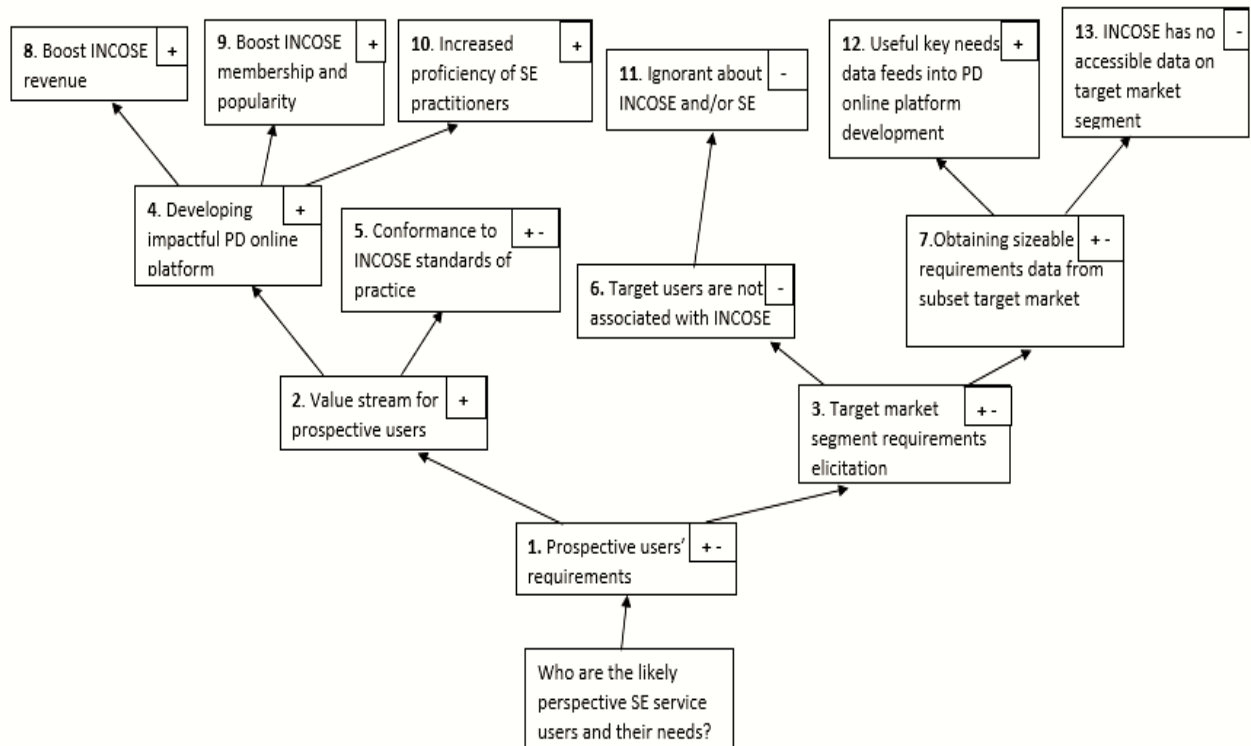 8. Boost INCOSE
revenue
+
9. Boost INCOSE
membership and
popularity
+
10. Increased
proficiency of SE
practitioners
+
11. Ignorant about
INCOSE and/or SE
-
12. Useful key needs
data feeds into PD
online platform
development
+
13. INCOSE has no
accessible data on
target market
segment
-
4. Developing
impactful PD online
platform
+
5. Conformance to
INCOSE standards of
practice
+ -
6. Target users are not
associated with INCOSE
-
7.Obtaining sizeable
requirements data from
subset target market
+ -
2. Value stream for
prospective users
+
3. Target market
segment requirements
elicitation
+ -
1. Prospective users’
requirements
+ -
Who are the likely
perspective SE service
users and their needs?